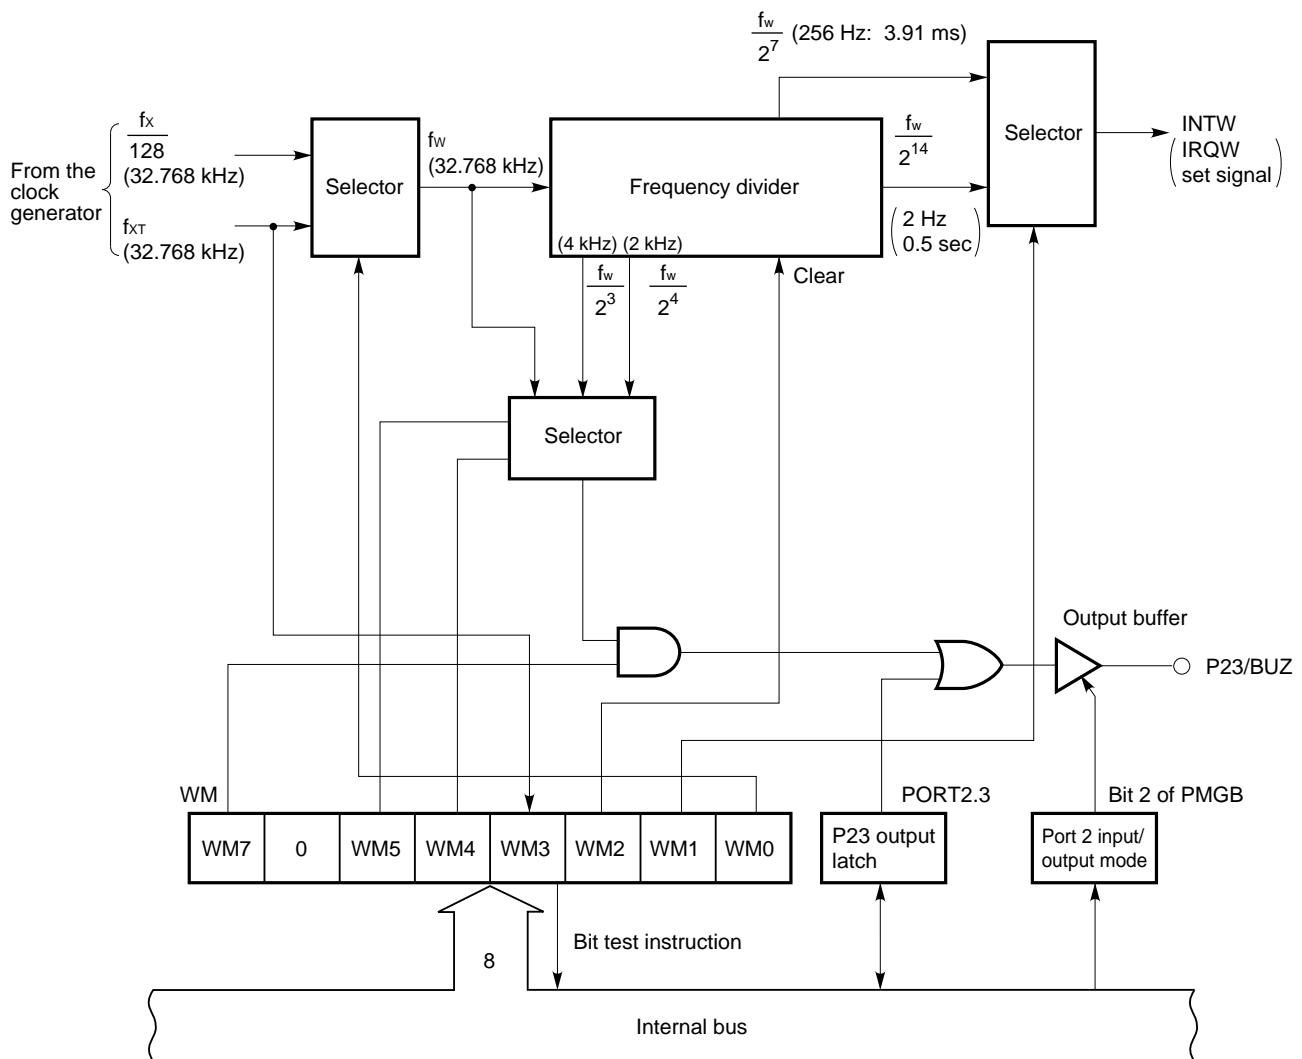 fw
2^7 (256 Hz: 3.91 ms)
From the
clock
generator
fX
128
(32.768 kHz)
fXT
(32.768 kHz)
Selector
fW
(32.768 kHz)
Frequency divider
(4 kHz) (2 kHz)
fw
2^14
(2 Hz
0.5 sec)
Selector
INTW
(IRQW
set signal)
fw
2^3
fw
2^4
Clear
Selector
Output buffer
P23/BUZ
WM
PORT2.3
Bit 2 of PMGB
WM7 0 WM5 WM4 WM3 WM2 WM1 WM0
P23 output
latch
Port 2 input/
output mode
8
Bit test instruction
Internal bus